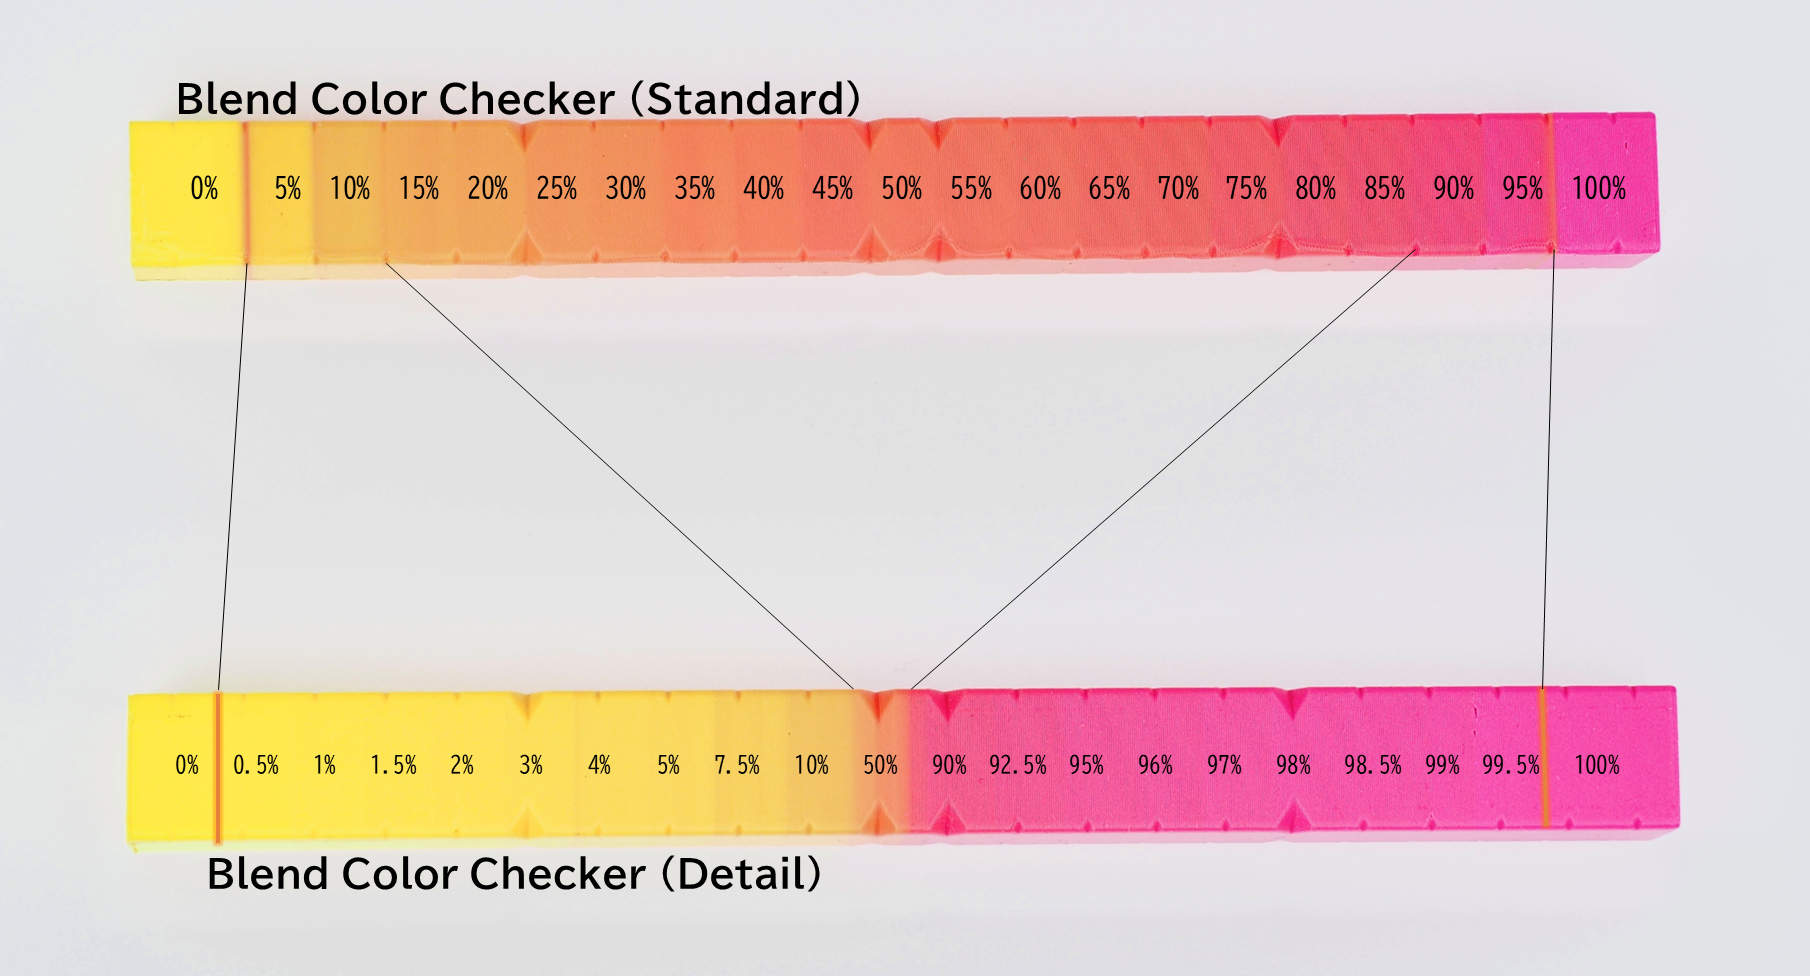 Blend Color Checker (Standard)
0% 5% 10% 15% 20% 25% 30% 35% 40% 45% 50% 55% 60% 65% 70% 75% 80% 85% 90% 95% 100%
0% 0.5% 1% 1.5% 2% 3% 4% 5% 7.5% 10% 50% 90% 92.5% 95% 96% 97% 98% 98.5% 99% 99.5% 100%
Blend Color Checker (Detail)